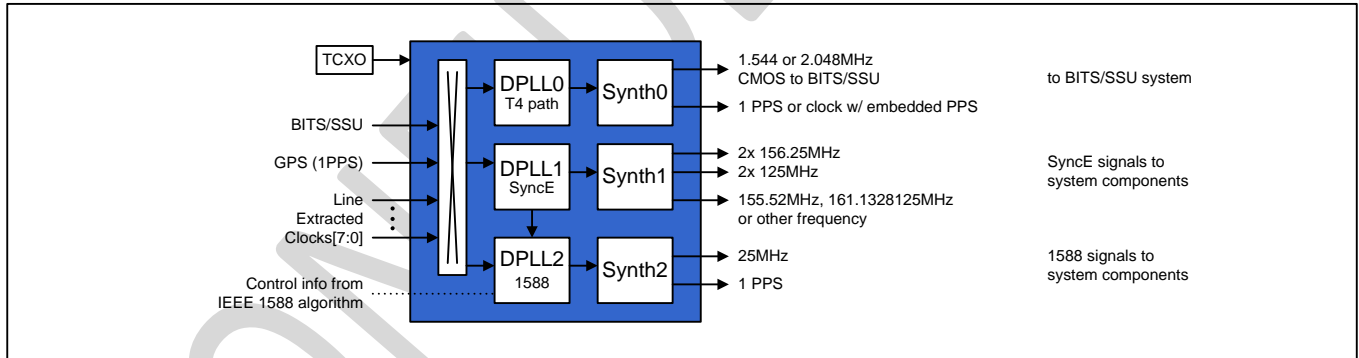 TCXO
BITS/SSU
GPS (1PPS)
Line
Extracted
Clocks[7:0]
Control info from
IEEE 1588 algorithm
DPLL0
T4 path
Synth0
DPLL1
SyncE
Synth1
DPLL2
1588
Synth2
1.544 or 2.048MHz
CMOS to BITS/SSU
1 PPS or clock w/ embedded PPS
to BITS/SSU system
2x 156.25MHz
2x 125MHz
155.52MHz, 161.1328125MHz
or other frequency
SyncE signals to
system components
25MHz
1 PPS
1588 signals to
system components